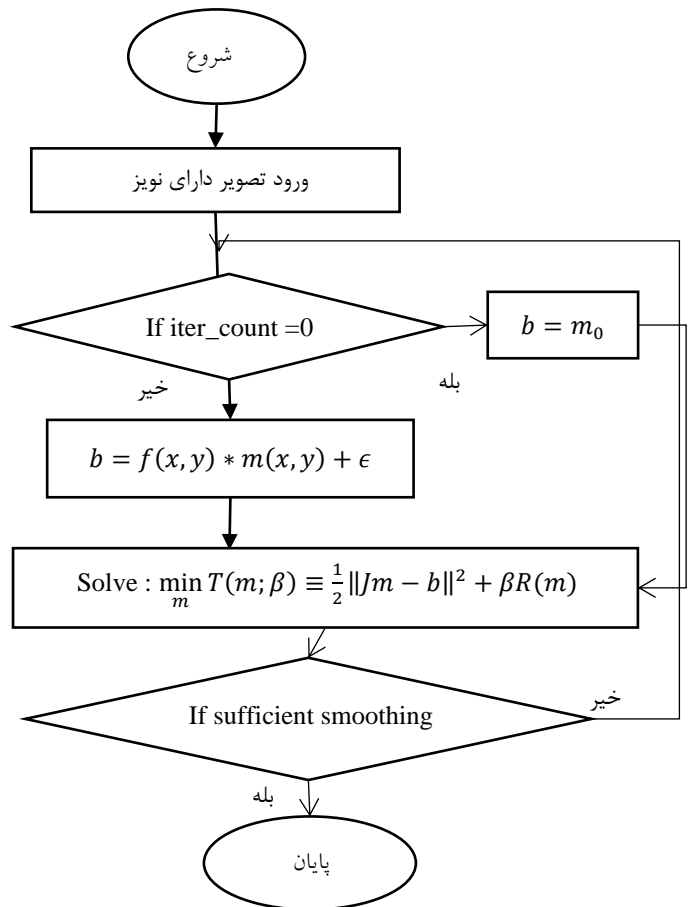 شروع
ورود تصویر دارای نویز
If iter_count =0
b = m₀
بله
خیر
b = f(x, y) ∗ m(x, y) + ϵ
Solve : min_m T(m; β) ≡ 1/2 ‖Jm − b‖² + βR(m)
If sufficient smoothing
خیر
بله
پایان